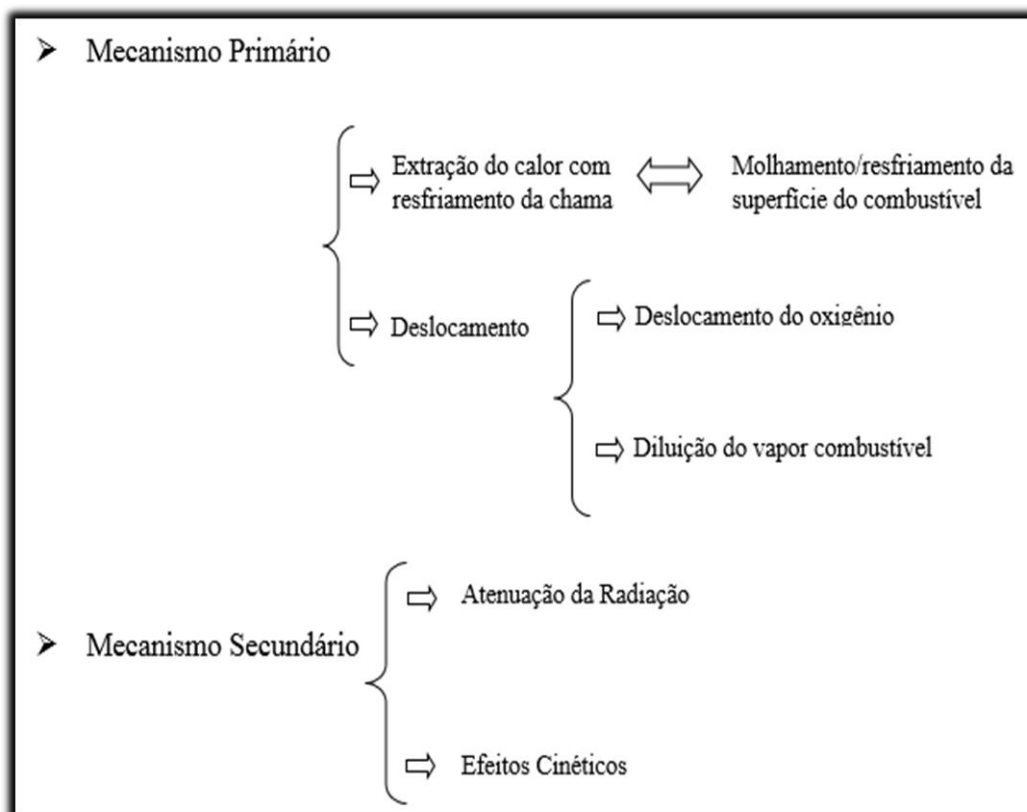 Mecanismo Primário
Extração do calor com
resfriamento da chama
Molhamento/resfriamento da
superfície do combustível
Deslocamento
Deslocamento do oxigênio
Diluição do vapor combustível
Atenuação da Radiação
Mecanismo Secundário
Efeitos Cinéticos